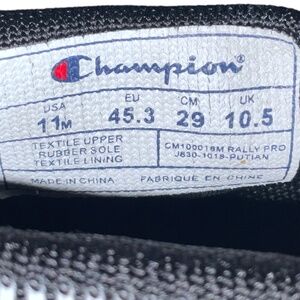 Champion
USA EU CM UK
11M 45.3 29 10.5
TEXTILE UPPER
RUBBER SOLE
TEXTILE LINING
CM100018M RALLY PRO
J630-1018-PUTIAN
MADE IN CHINA FABRIQUÉ EN CHINE